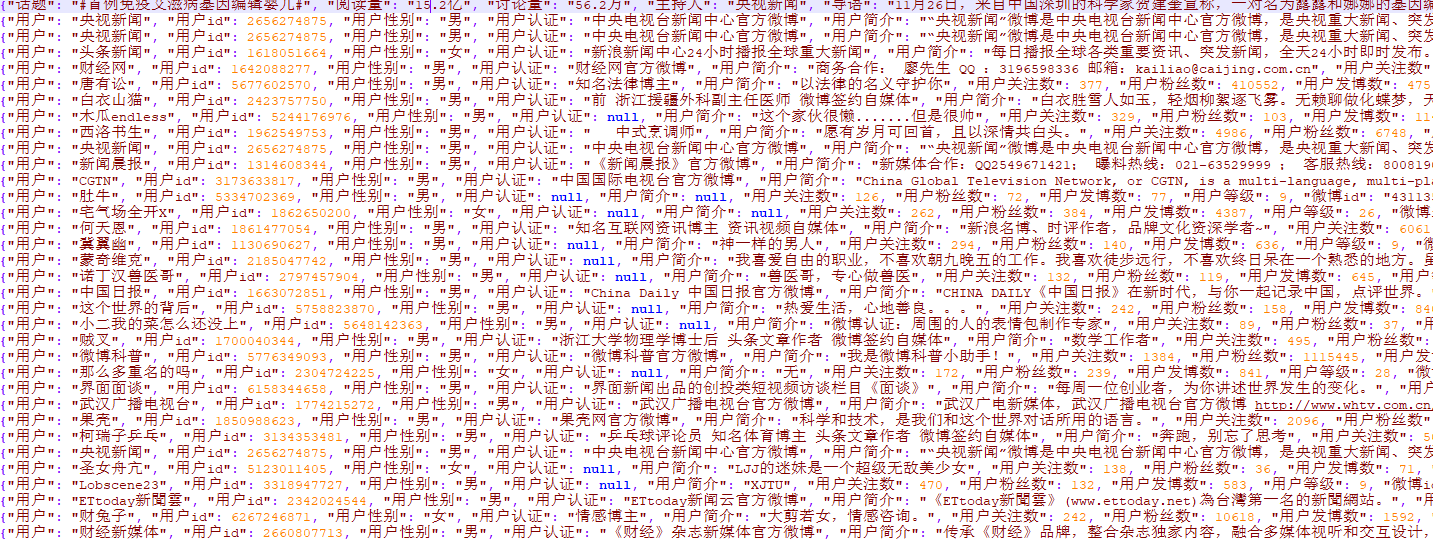 {"话题": "#首例免疫艾滋病基因编辑婴儿#", "阅读量": "15.2亿", "讨论量": "56.2万", "主持人": "央视新闻", "导语": "11月26日，来自中国深圳的科学家贺建奎宣称，一对名为露露和娜娜的基因编
{"用户": "央视新闻", "用户id": 2656274875, "用户性别": "男", "用户认证": "中央电视台新闻中心官方微博", "用户简介": "“央视新闻”微博是中央电视台新闻中心官方微博，是央视重大新闻、突发
{"用户": "央视新闻", "用户id": 2656274875, "用户性别": "男", "用户认证": "中央电视台新闻中心官方微博", "用户简介": "“央视新闻”微博是中央电视台新闻中心官方微博，是央视重大新闻、突发
{"用户": "头条新闻", "用户id": 1618051664, "用户性别": "女", "用户认证": "新浪新闻中心24小时播报全球重大新闻", "用户简介": "每日播报全球各类重要资讯、突发新闻，全天24小时即时发布。
{"用户": "财经网", "用户id": 1642088277, "用户性别": "男", "用户认证": "财经网官方微博", "用户简介": "商务合作： 廖先生 QQ ：3196598336 邮箱：kailiao@caijing.com.cn", "用户关注数"
{"用户": "唐有讼", "用户id": 5677602570, "用户性别": "男", "用户认证": "知名法律博主", "用户简介": "以法律的名义守护你", "用户关注数": 377, "用户粉丝数": 410552, "用户发博数": 475
{"用户": "白衣山猫", "用户id": 2423757750, "用户性别": "男", "用户认证": "前 浙江援疆外科副主任医师 微博签约自媒体", "用户简介": "白衣胜雪人如玉，轻烟柳絮逐飞雾。无赖聊做化蝶梦，天
{"用户": "木瓜endless", "用户id": 5244176976, "用户性别": "男", "用户认证": null, "用户简介": "这个家伙很懒.......但是很帅", "用户关注数": 329, "用户粉丝数": 103, "用户发博数": 114
{"用户": "西洛书生", "用户id": 1962549753, "用户性别": "男", "用户认证": "  中式烹调师", "用户简介": "愿有岁月可回首，且以深情共白头。", "用户关注数": 4986, "用户粉丝数": 6748,
{"用户": "央视新闻", "用户id": 2656274875, "用户性别": "男", "用户认证": "中央电视台新闻中心官方微博", "用户简介": "“央视新闻”微博是中央电视台新闻中心官方微博，是央视重大新闻、突发
{"用户": "新闻晨报", "用户id": 1314608344, "用户性别": "男", "用户认证": "《新闻晨报》官方微博", "用户简介": "新媒体合作：QQ2549671421； 曝料热线：021-63529999 ； 客服热线：8008190
{"用户": "CGTN", "用户id": 3173633817, "用户性别": "男", "用户认证": "中国国际电视台官方微博", "用户简介": "China Global Television Network, or CGTN, is a multi-language, multi-pla
{"用户": "肚牛", "用户id": 5334702369, "用户性别": "男", "用户认证": null, "用户简介": null, "用户关注数": 126, "用户粉丝数": 72, "用户发博数": 77, "用户等级": 9, "微博id": "43113
{"用户": "宅气场全开X", "用户id": 1862650200, "用户性别": "女", "用户认证": null, "用户简介": null, "用户关注数": 262, "用户粉丝数": 384, "用户发博数": 4387, "用户等级": 26, "微博
{"用户": "何天恩", "用户id": 1861477054, "用户性别": "男", "用户认证": "知名互联网资讯博主 资讯视频自媒体", "用户简介": "新浪名博、时评作者，品牌文化资深学者~", "用户关注数": 6061
{"用户": "蓂翼幽", "用户id": 1130690627, "用户性别": "男", "用户认证": null, "用户简介": "神一样的男人", "用户关注数": 294, "用户粉丝数": 140, "用户发博数": 636, "用户等级": 9, "微
{"用户": "蒙奇维克", "用户id": 2185047742, "用户性别": "男", "用户认证": null, "用户简介": "我喜爱自由的职业，不喜欢朝九晚五的工作。我喜欢徒步远行，不喜欢终日呆在一个熟悉的地方。
{"用户": "诺丁汉兽医哥", "用户id": 2797457904, "用户性别": "男", "用户认证": null, "用户简介": "兽医哥，专心做兽医", "用户关注数": 132, "用户粉丝数": 119, "用户发博数": 645, "用户
{"用户": "中国日报", "用户id": 1663072851, "用户性别": "男", "用户认证": "China Daily 中国日报官方微博", "用户简介": "CHINA DAILY《中国日报》在新时代，与你一起记录中国，点评世界。
{"用户": "这个世界的背后", "用户id": 5758823870, "用户性别": "男", "用户认证": null, "用户简介": "热爱生活，心地善良。。。", "用户关注数": 242, "用户粉丝数": 158, "用户发博数": 840
{"用户": "小二我的菜怎么还没上", "用户id": 5648142363, "用户性别": "男", "用户认证": null, "用户简介": "微博认证：周围的人的表情包制作专家", "用户关注数": 89, "用户粉丝数": 37, "用
{"用户": "贼叉", "用户id": 1700040344, "用户性别": "男", "用户认证": "浙江大学物理学博士后 头条文章作者 微博签约自媒体", "用户简介": "数学工作者", "用户关注数": 495, "用户粉丝数":
{"用户": "微博科普", "用户id": 5776349093, "用户性别": "男", "用户认证": "微博科普官方微博", "用户简介": "我是微博科普小助手！", "用户关注数": 1384, "用户粉丝数": 1115445, "用户发
{"用户": "那么多重名的吗", "用户id": 2304724225, "用户性别": "女", "用户认证": null, "用户简介": "无", "用户关注数": 172, "用户粉丝数": 239, "用户发博数": 841, "用户等级": 28, "微
{"用户": "界面面谈", "用户id": 6158344658, "用户性别": "男", "用户认证": "界面新闻出品的创投类短视频访谈栏目《面谈》", "用户简介": "每周一位创业者，为你讲述世界发生的变化。", "用
{"用户": "武汉广播电视台", "用户id": 1774215272, "用户性别": "男", "用户认证": "武汉广播电视台官方微博", "用户简介": "武汉广电新媒体，武汉广播电视台官方微博 http://www.whtv.com.cn
{"用户": "果壳", "用户id": 1850988623, "用户性别": "男", "用户认证": "果壳网官方微博", "用户简介": "科学和技术，是我们和这个世界对话所用的语言。", "用户关注数": 2096, "用户粉丝数"
{"用户": "柯瑞子乒乓", "用户id": 3134353481, "用户性别": "男", "用户认证": "乒乓球评论员 知名体育博主 头条文章作者 微博签约自媒体", "用户简介": "奔跑，别忘了思考", "用户关注数": 5
{"用户": "央视新闻", "用户id": 2656274875, "用户性别": "男", "用户认证": "中央电视台新闻中心官方微博", "用户简介": "“央视新闻”微博是中央电视台新闻中心官方微博，是央视重大新闻、突发
{"用户": "圣女舟亢", "用户id": 5123011405, "用户性别": "女", "用户认证": null, "用户简介": "LJJ的迷妹是一个超级无敌美少女", "用户关注数": 138, "用户粉丝数": 36, "用户发博数": 71,
{"用户": "Lobscene23", "用户id": 3318947727, "用户性别": "男", "用户认证": null, "用户简介": "XJTU", "用户关注数": 470, "用户粉丝数": 132, "用户发博数": 583, "用户等级": 9, "微博id
{"用户": "ETtoday新聞雲", "用户id": 2342024544, "用户性别": "男", "用户认证": "ETtoday新闻云官方微博", "用户简介": "《ETtoday新聞雲》(www.ettoday.net)為台灣第一名的新聞網站。", "用
{"用户": "财兔子", "用户id": 6267246871, "用户性别": "女", "用户认证": "情感博主", "用户简介": "大剪若女，情感咨询。", "用户关注数": 242, "用户粉丝数": 10618, "用户发博数": 1592,
{"用户": "财经新媒体", "用户id": 2660807713, "用户性别": "男", "用户认证": "《财经》杂志新媒体官方微博", "用户简介": "传承《财经》品牌，整合杂志独家内容，融合多媒体视听和交互设计，